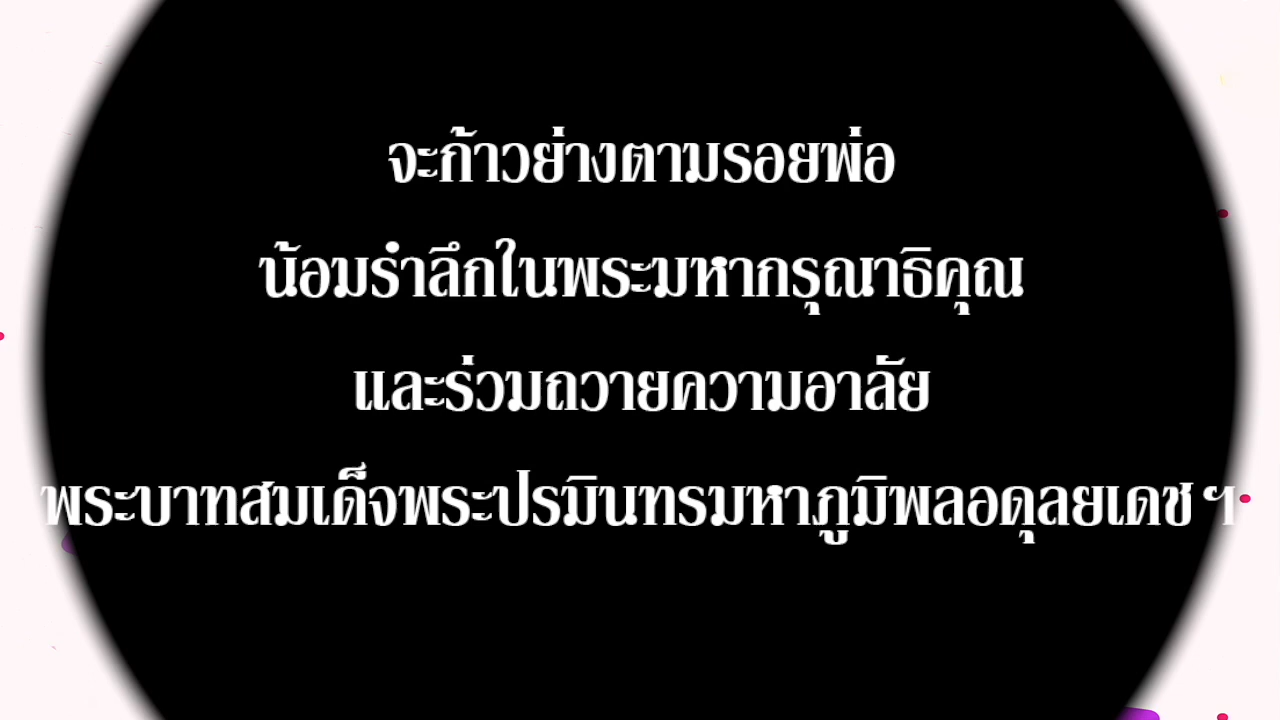 จะก้าวย่างตามรอยพ่อ
น้อมรำลึกในพระมหากรุณาธิคุณ
และร่วมถวายความอาลัย
พระบาทสมเด็จพระปรมินทรมหาภูมิพลอดุลยเดช ฯ